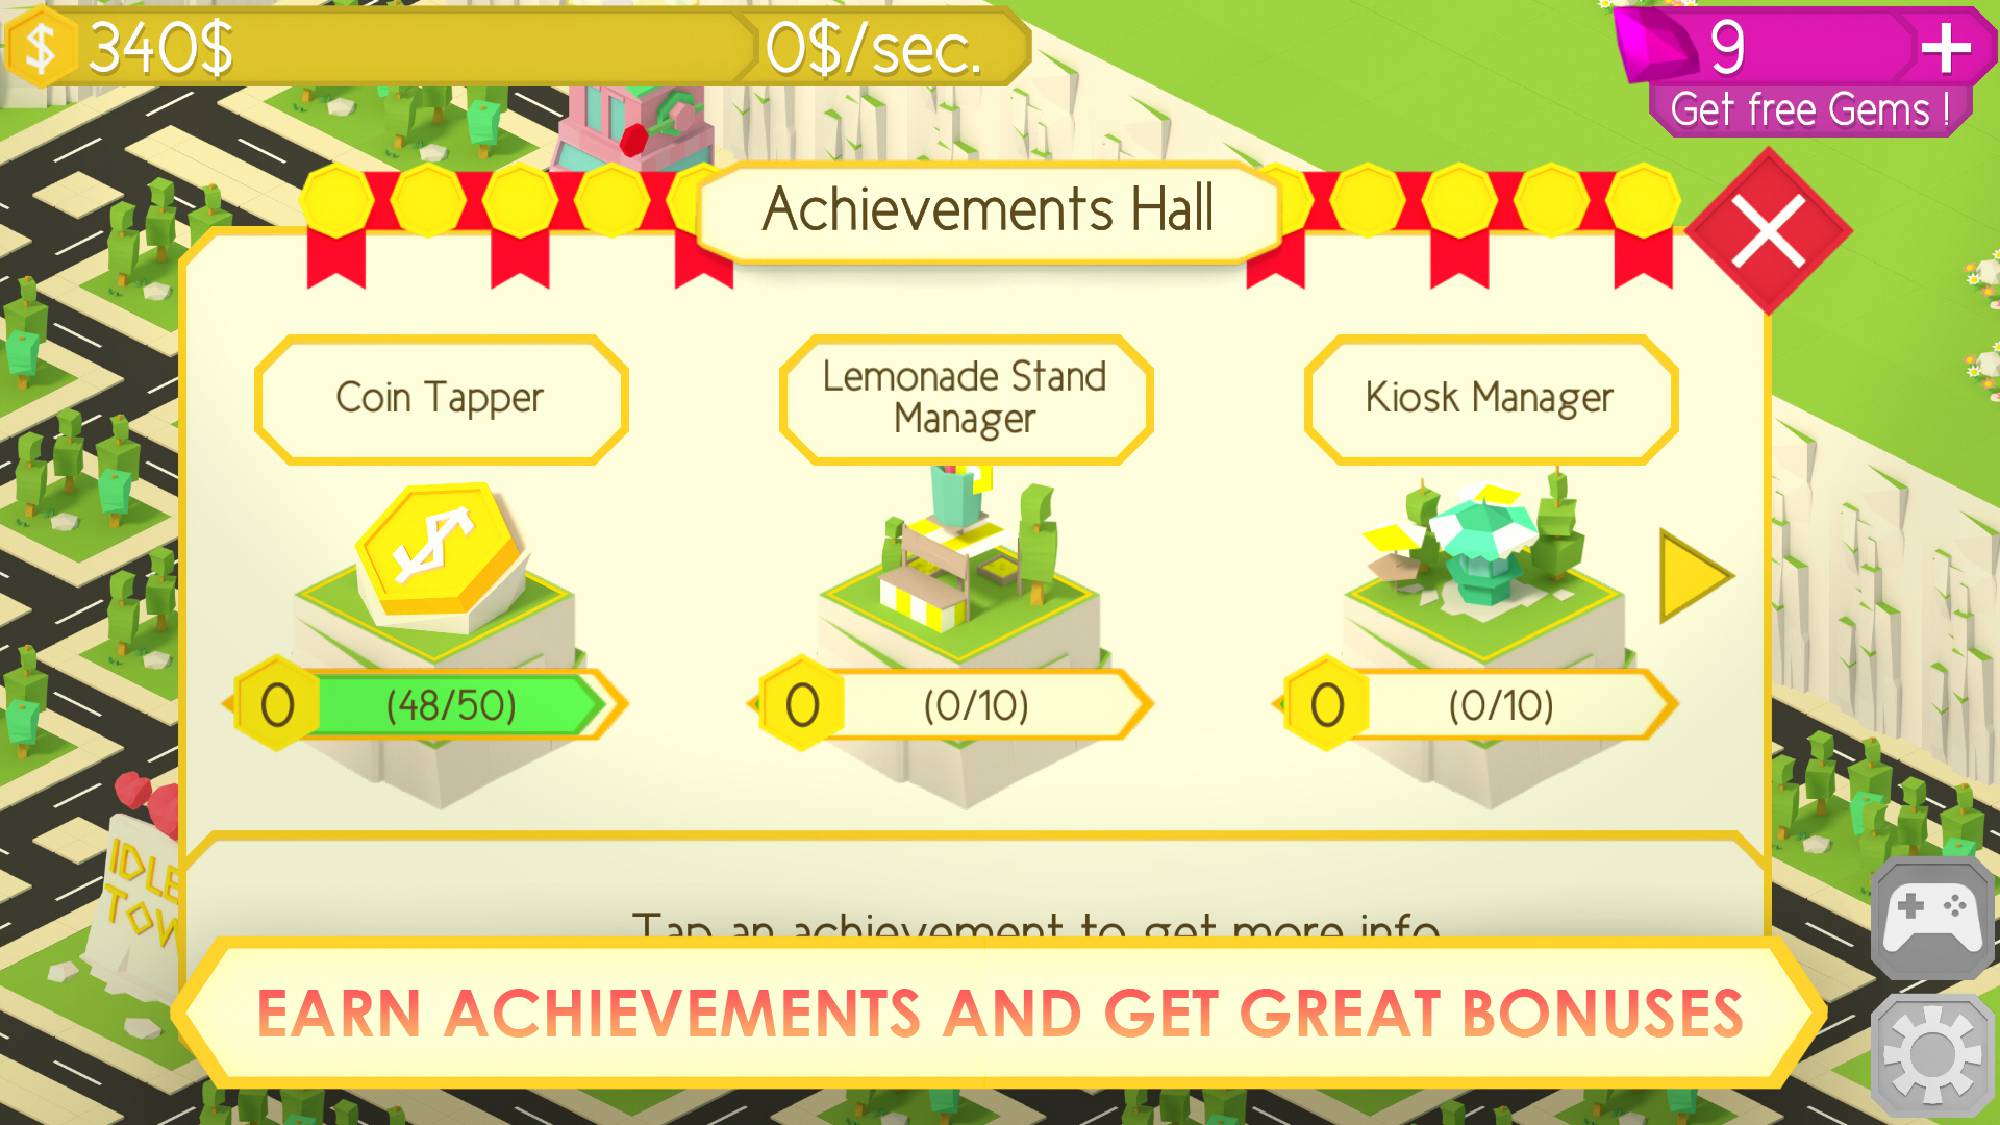 $ 340$ 0$/sec.
9 +
Get free Gems !
Achievements Hall
Coin Tapper
Lemonade Stand
Manager
Kiosk Manager
0 (48/50)
0 (0/10)
0 (0/10)
IDLE
TOW
Tap an achievement to get more info
EARN ACHIEVEMENTS AND GET GREAT BONUSES